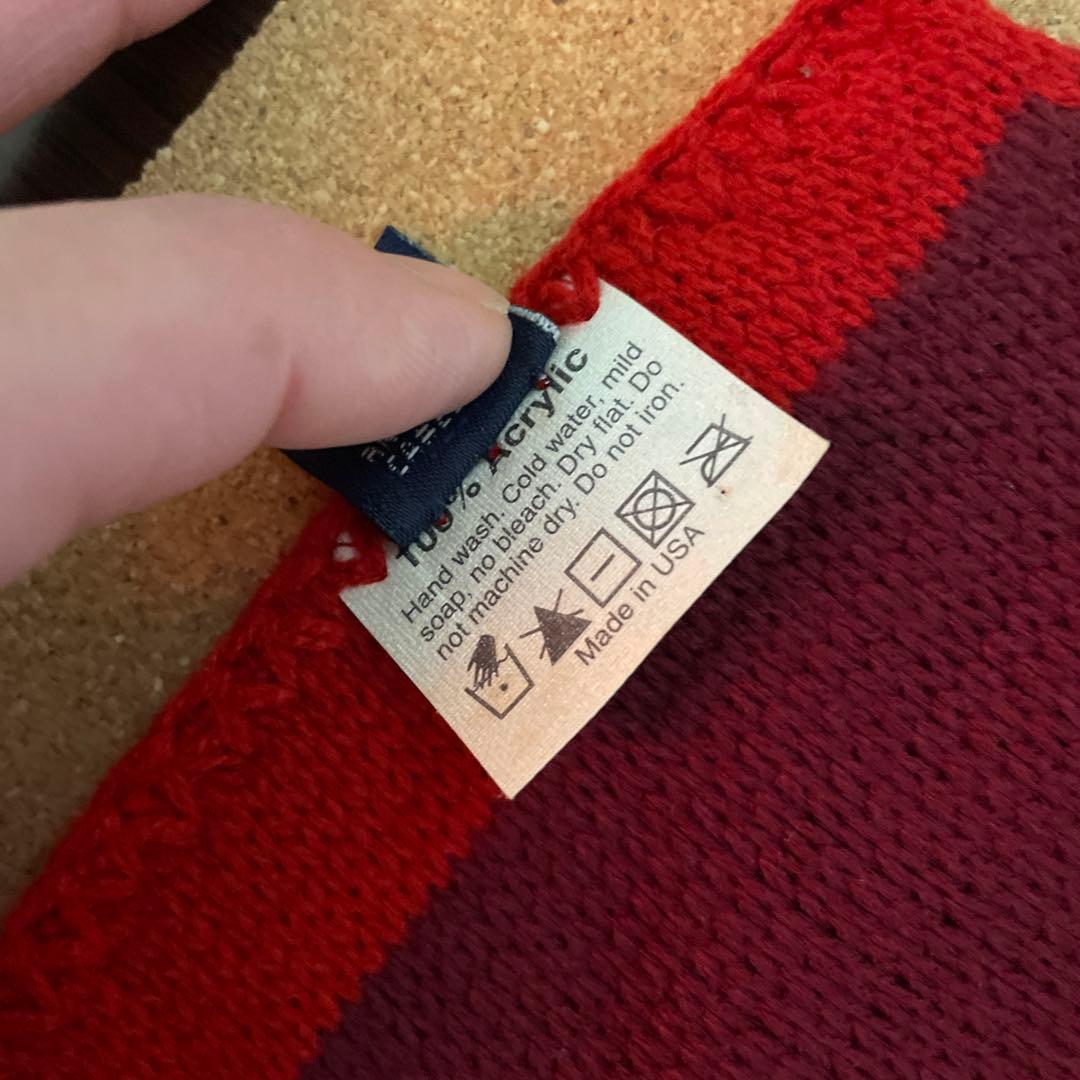 100% Acrylic
Hand wash. Cold water, mild
soap, no bleach. Dry flat. Do
not machine dry. Do not iron.
Made in USA